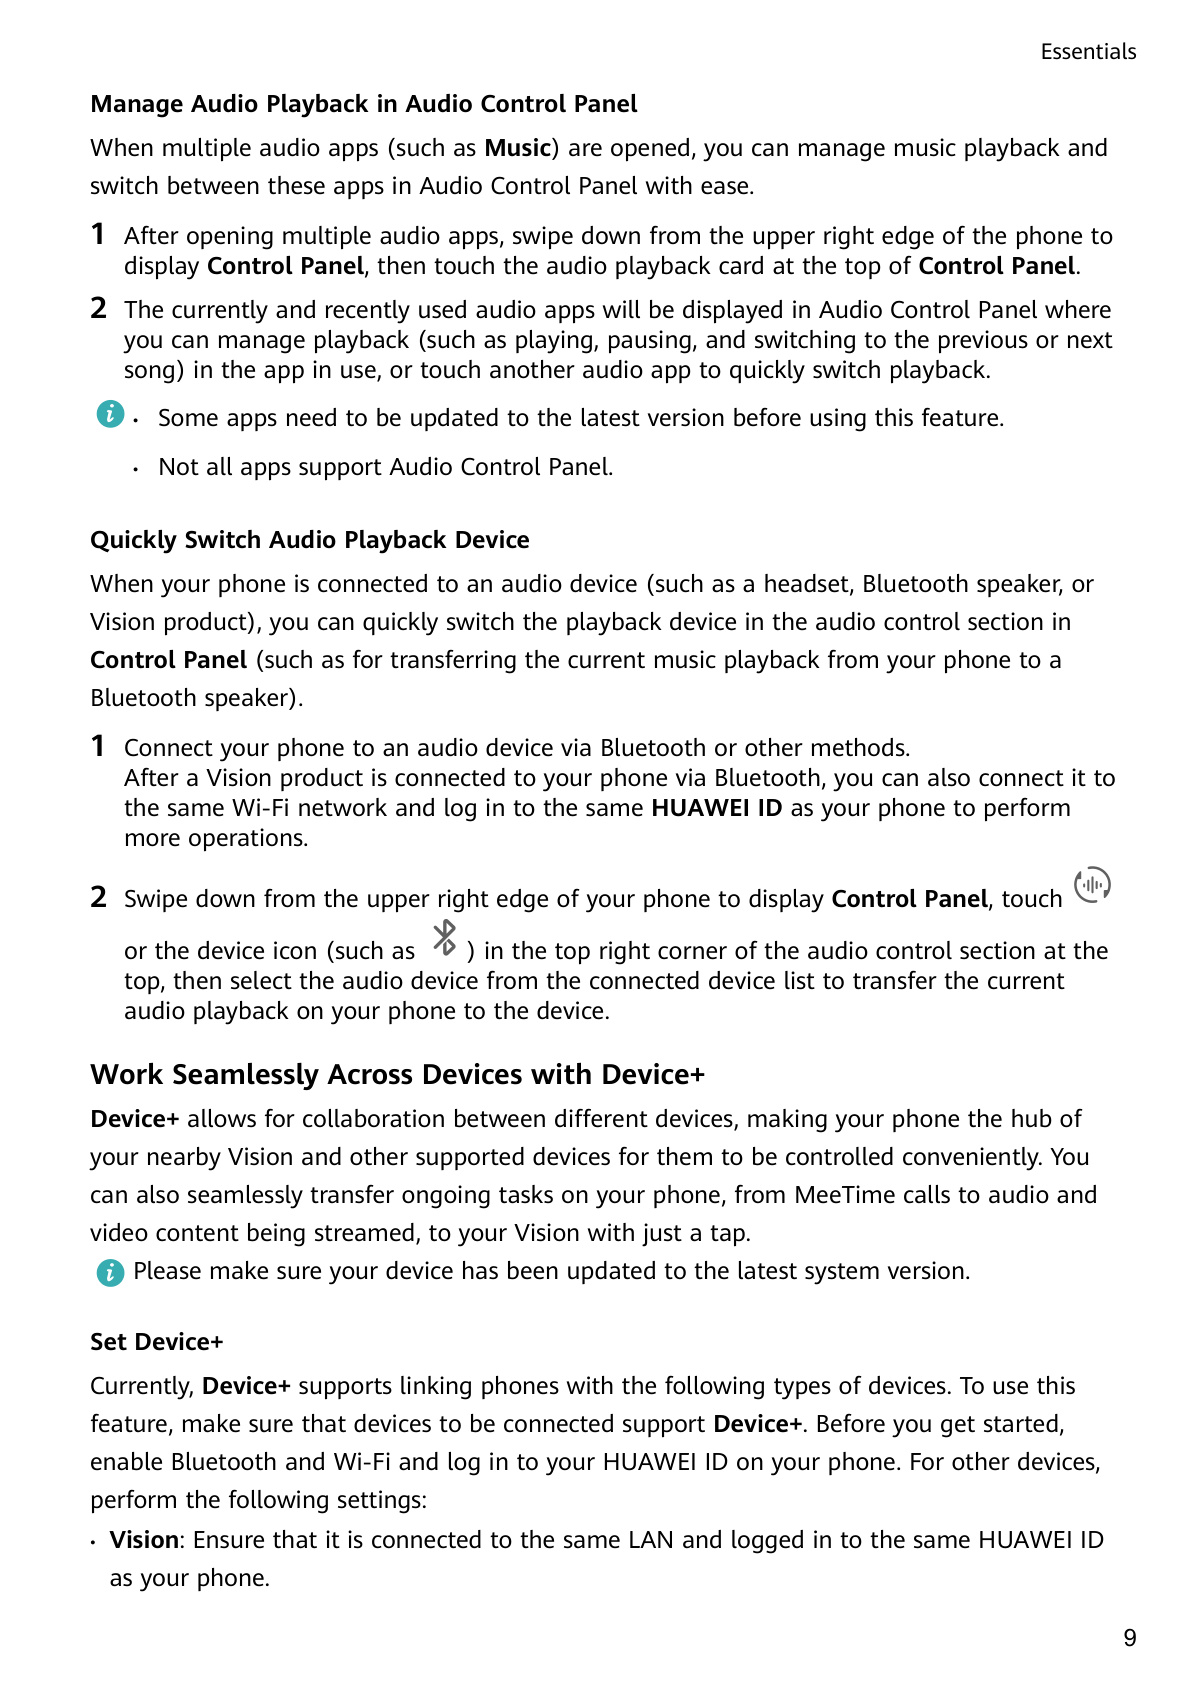 Essentials
Manage Audio Playback in Audio Control Panel
When multiple audio apps (such as Music) are opened, you can manage music playback and
switch between these apps in Audio Control Panel with ease.
1 After opening multiple audio apps, swipe down from the upper right edge of the phone to
display Control Panel, then touch the audio playback card at the top of Control Panel.
2 The currently and recently used audio apps will be displayed in Audio Control Panel where
you can manage playback (such as playing, pausing, and switching to the previous or next
song) in the app in use, or touch another audio app to quickly switch playback.
• Some apps need to be updated to the latest version before using this feature.
• Not all apps support Audio Control Panel.
Quickly Switch Audio Playback Device
When your phone is connected to an audio device (such as a headset, Bluetooth speaker, or
Vision product), you can quickly switch the playback device in the audio control section in
Control Panel (such as for transferring the current music playback from your phone to a
Bluetooth speaker).
1 Connect your phone to an audio device via Bluetooth or other methods.
After a Vision product is connected to your phone via Bluetooth, you can also connect it to
the same Wi-Fi network and log in to the same HUAWEI ID as your phone to perform
more operations.
2 Swipe down from the upper right edge of your phone to display Control Panel, touch
or the device icon (such as ) in the top right corner of the audio control section at the
top, then select the audio device from the connected device list to transfer the current
audio playback on your phone to the device.
Work Seamlessly Across Devices with Device+
Device+ allows for collaboration between different devices, making your phone the hub of
your nearby Vision and other supported devices for them to be controlled conveniently. You
can also seamlessly transfer ongoing tasks on your phone, from MeeTime calls to audio and
video content being streamed, to your Vision with just a tap.
Please make sure your device has been updated to the latest system version.
Set Device+
Currently, Device+ supports linking phones with the following types of devices. To use this
feature, make sure that devices to be connected support Device+. Before you get started,
enable Bluetooth and Wi-Fi and log in to your HUAWEI ID on your phone. For other devices,
perform the following settings:
• Vision: Ensure that it is connected to the same LAN and logged in to the same HUAWEI ID
as your phone.
9